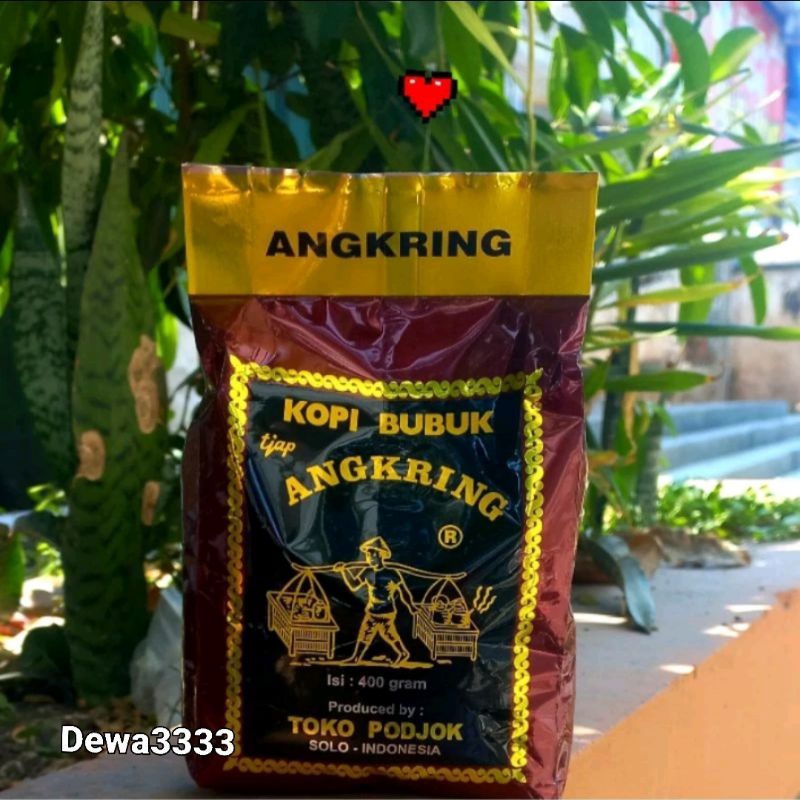 ANGKRING
KOPI BUBUK
tjap
ANGKRING
®
Isi : 400 gram
Produced by :
TOKO PODJOK
SOLO - INDONESIA
Dewa3333